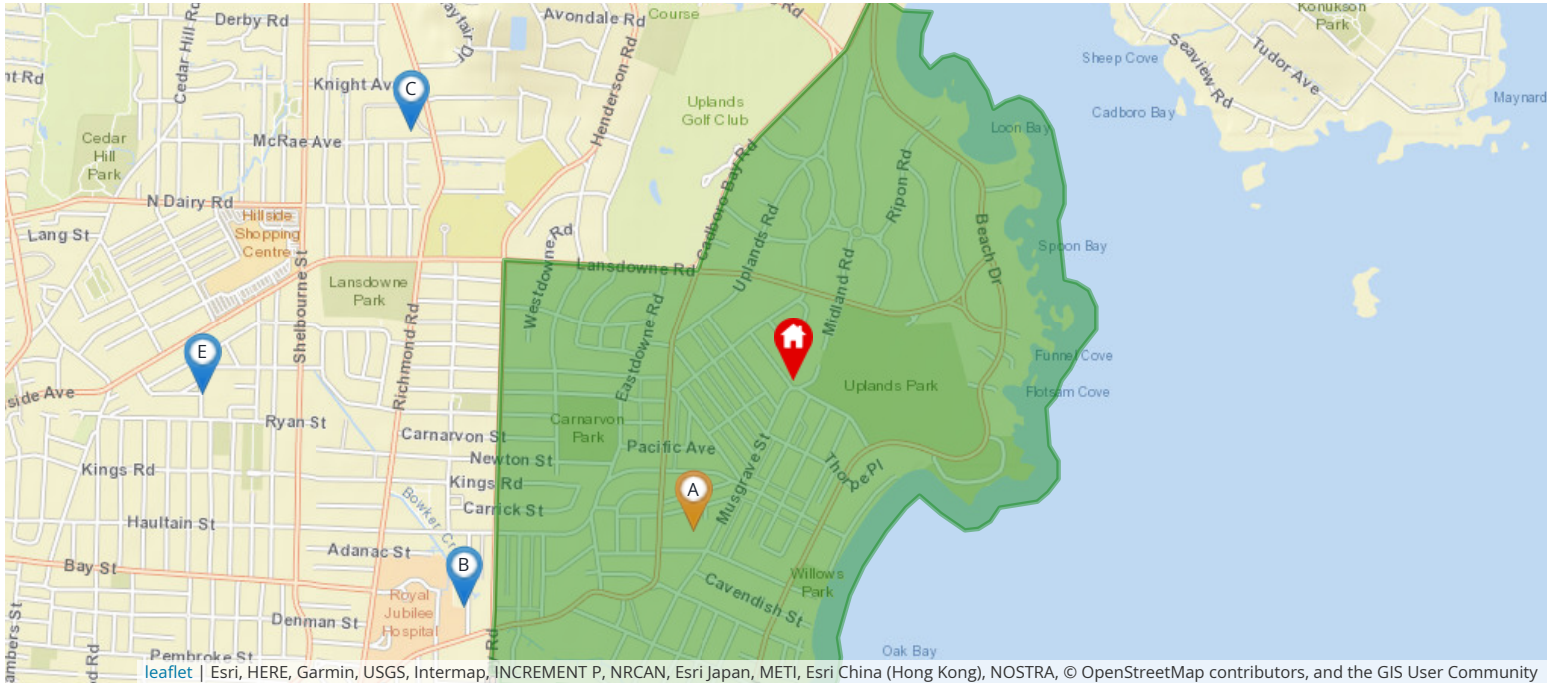 Derby Rd
Avondale Rd
Course
Konukson
Park
Cedar Hill Rd
Henderson Rd
Sheep Cove
Seaview Rd
Tudor Ave
Knight Av
C
Uplands
Golf Club
Maynard
Cadboro Bay
Loon Bay
Cedar
Hill
Park
McRae Ave
Cadboro Bay Rd
Ripon Rd
N Dairy Rd
Hillside
Shopping
Centre
Lang St
Westdowne Rd
Uplands Rd
Beach Dr
Spoon Bay
Lansdowne Rd
Midland Rd
Lansdowne
Park
Shelbourne St
Richmond Rd
Eastdowne Rd
E
Funnel Cove
Uplands Park
Flotsam Cove
side Ave
Ryan St
Carnarvon
Park
Carnarvon St
Pacific Ave
Newton St
Musgrave St
Thorpe Pl
Kings Rd
Kings Rd
A
Carrick St
Haultain St
Adanac St
B
Bay St
Willows
Park
Cavendish St
Royal
Jubilee
Hospital
Denman St
Pembroke St
Oak Bay
leaflet | Esri, HERE, Garmin, USGS, Intermap, INCREMENT P, NRCAN, Esri Japan, METI, Esri China (Hong Kong), NOSTRA, © OpenStreetMap contributors, and the GIS User Community